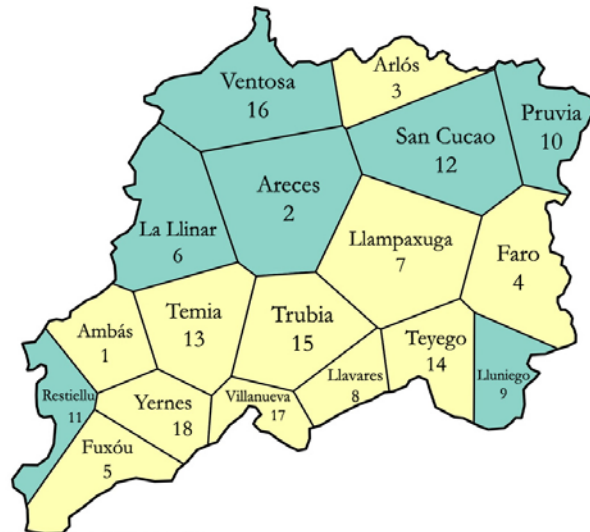 Arlós
3
Ventosa
16
Pruvia
10
San Cucao
12
Areces
2
La Llinar
6
Llampaxuga
7
Faro
4
Temia
13
Trubia
15
Ambás
1
Teyego
14
Lluniego
9
Llavares
8
Restiellu
11
Yernes
18
Villanueva
17
Fuxóu
5